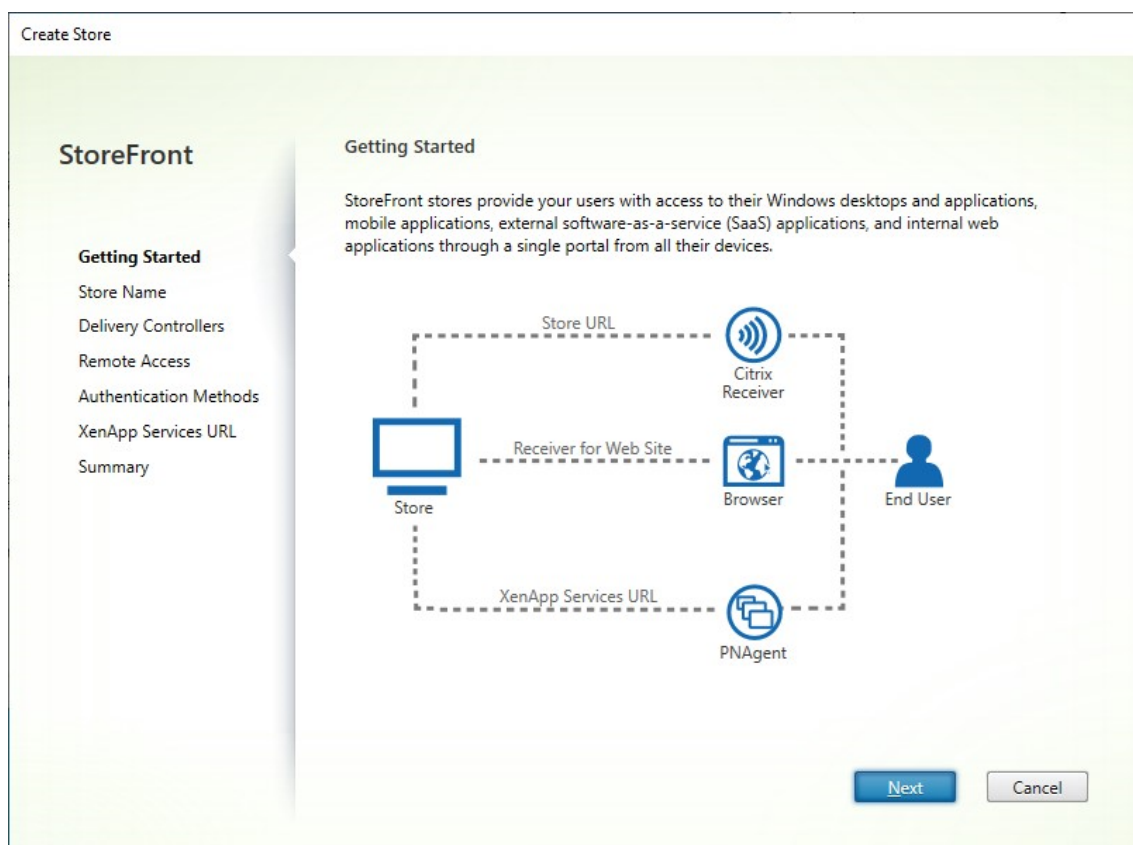 Create Store
StoreFront
Getting Started
Store Name
Delivery Controllers
Remote Access
Authentication Methods
XenApp Services URL
Summary
Getting Started
StoreFront stores provide your users with access to their Windows desktops and applications,
mobile applications, external software-as-a-service (SaaS) applications, and internal web
applications through a single portal from all their devices.
Store URL
Citrix
Receiver
Receiver for Web Site
Store
Browser
End User
XenApp Services URL
PNAgent
Next
Cancel